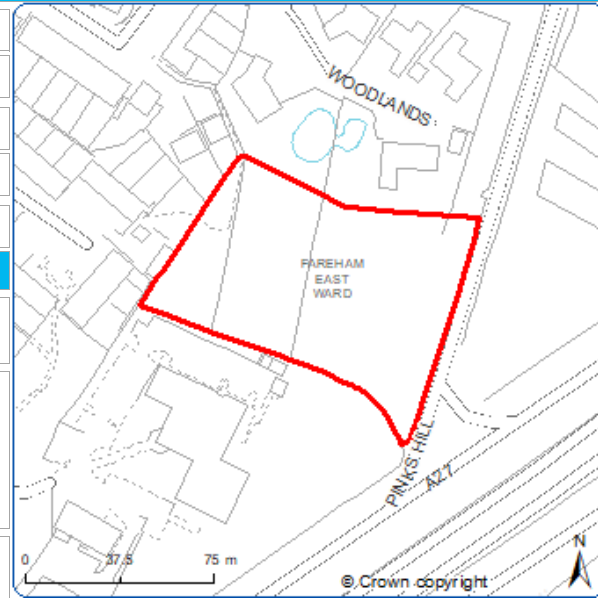 WOODLANDS
FAREHAM
EAST
WARD
PINKS HILL
A27
0 37.5 75 m
N
© Crown copyright